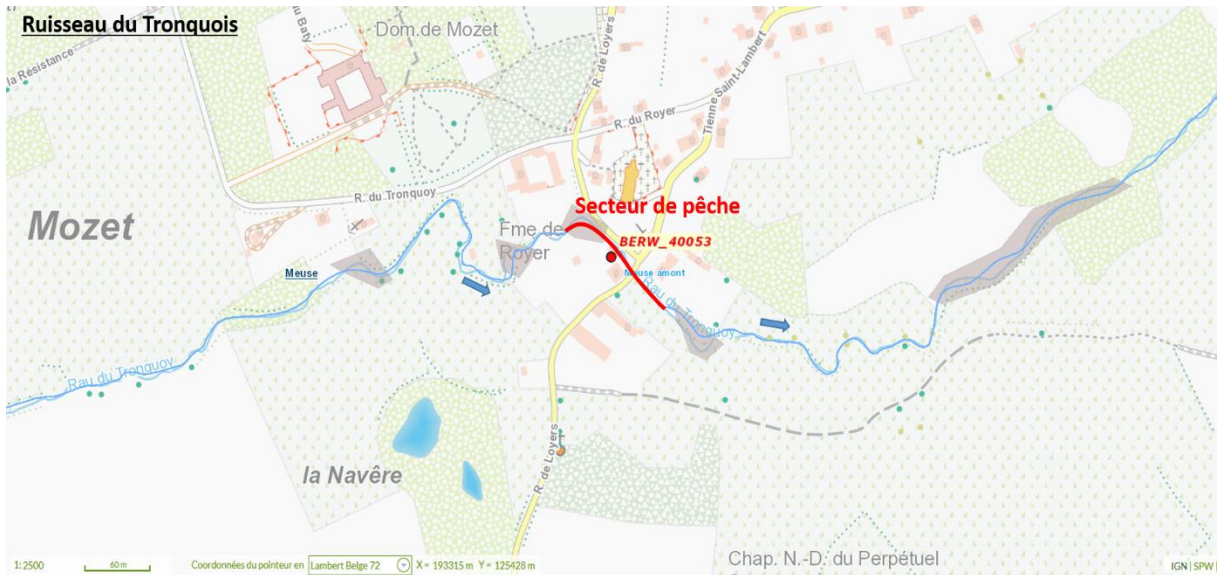 Ruisseau du Tronquois
Dom. de Mozet
du Baty
la Résistance
R. de Loyers
Tienne Saint-Lambert
R. du Royer
R. du Tronquoy
Mozet
Secteur de pêche
Fme de
Royer
BERW_40053
Meuse
Meuse amont
Rau du Tronquoy
Rau du Tronquoy
la Navêre
R. de Loyers
Chap. N.-D. du Perpétuel
1:2500
60 m
Coordonnées du pointeur en
Lambert Belge 72
X = 193315 m Y = 125428 m
IGN | SPW